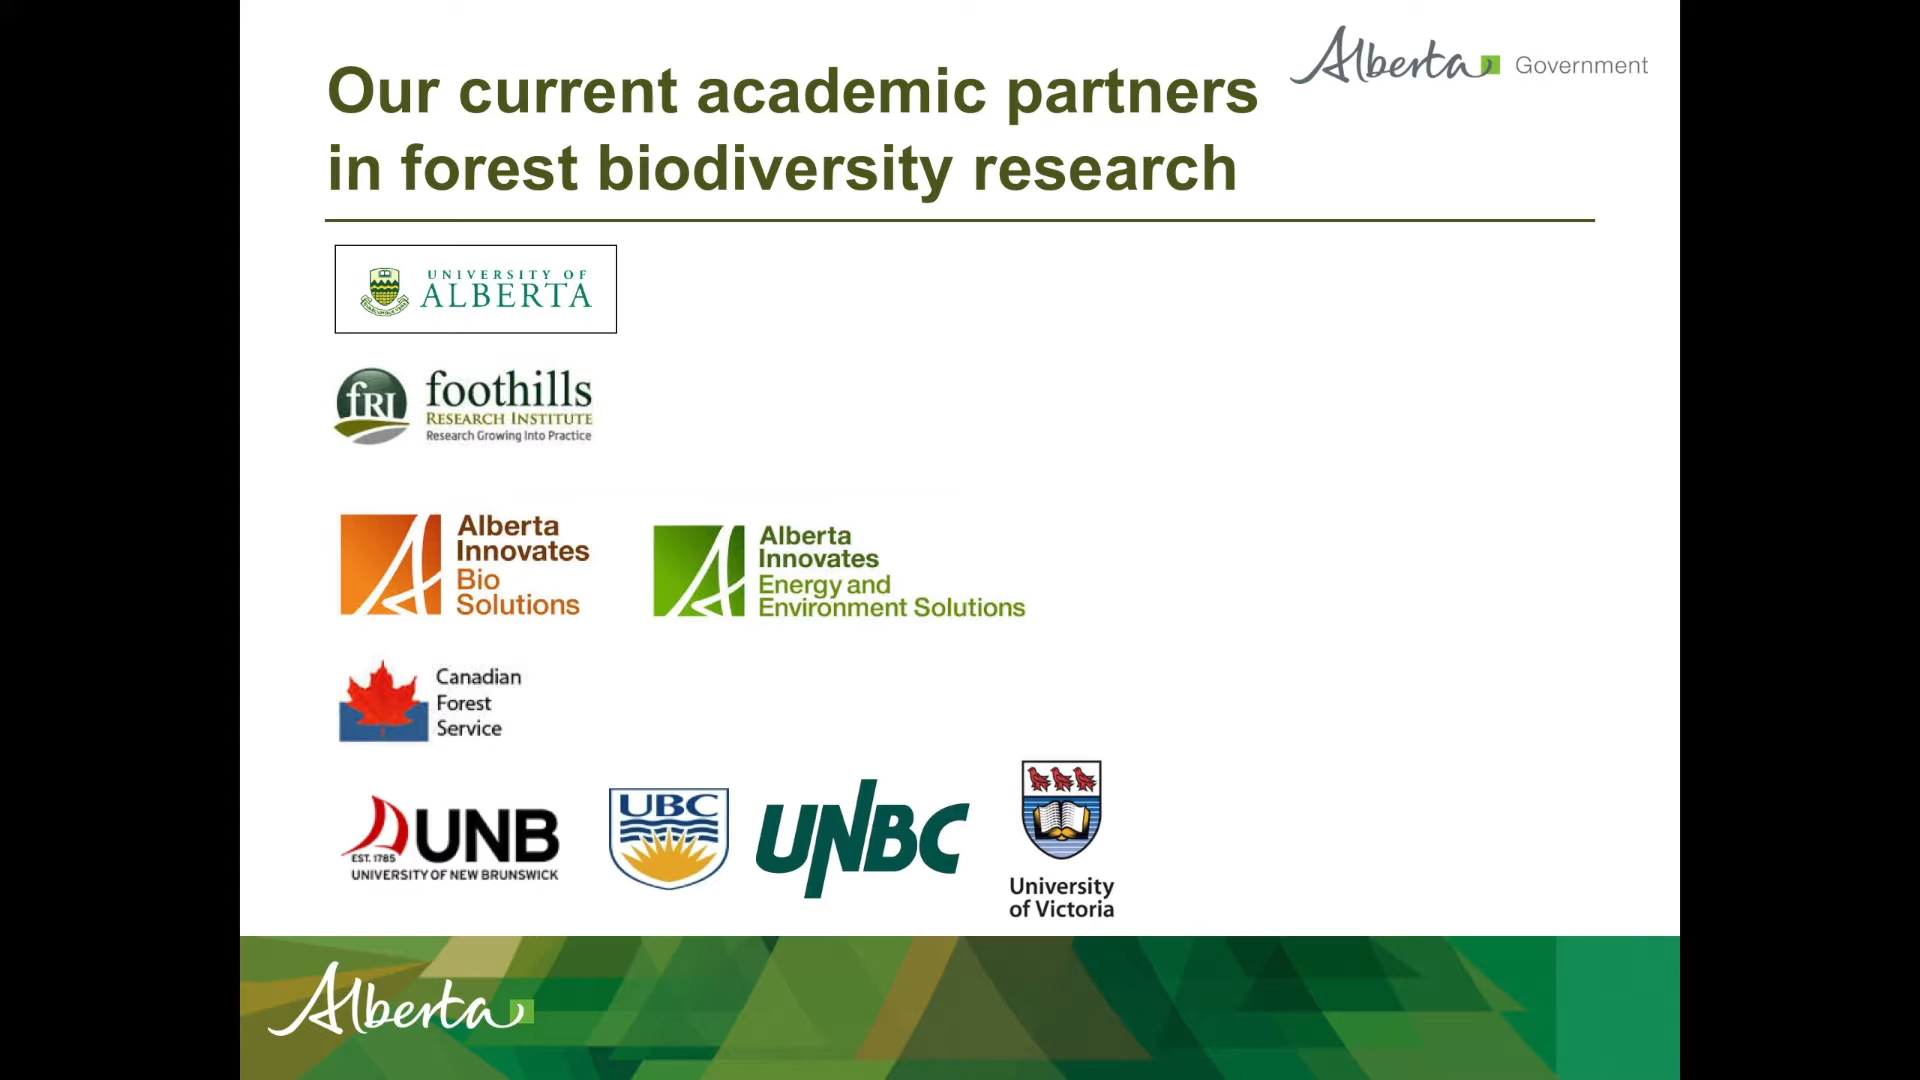 Our current academic partners
in forest biodiversity research
Alberta Government
UNIVERSITY OF
ALBERTA
fRI
foothills
RESEARCH INSTITUTE
Research Growing Into Practice
Alberta
Innovates
Bio
Solutions
Alberta
Innovates
Energy and
Environment Solutions
Canadian
Forest
Service
UNB
EST. 1785
UNIVERSITY OF NEW BRUNSWICK
UBC
UNBC
University
of Victoria
Alberta